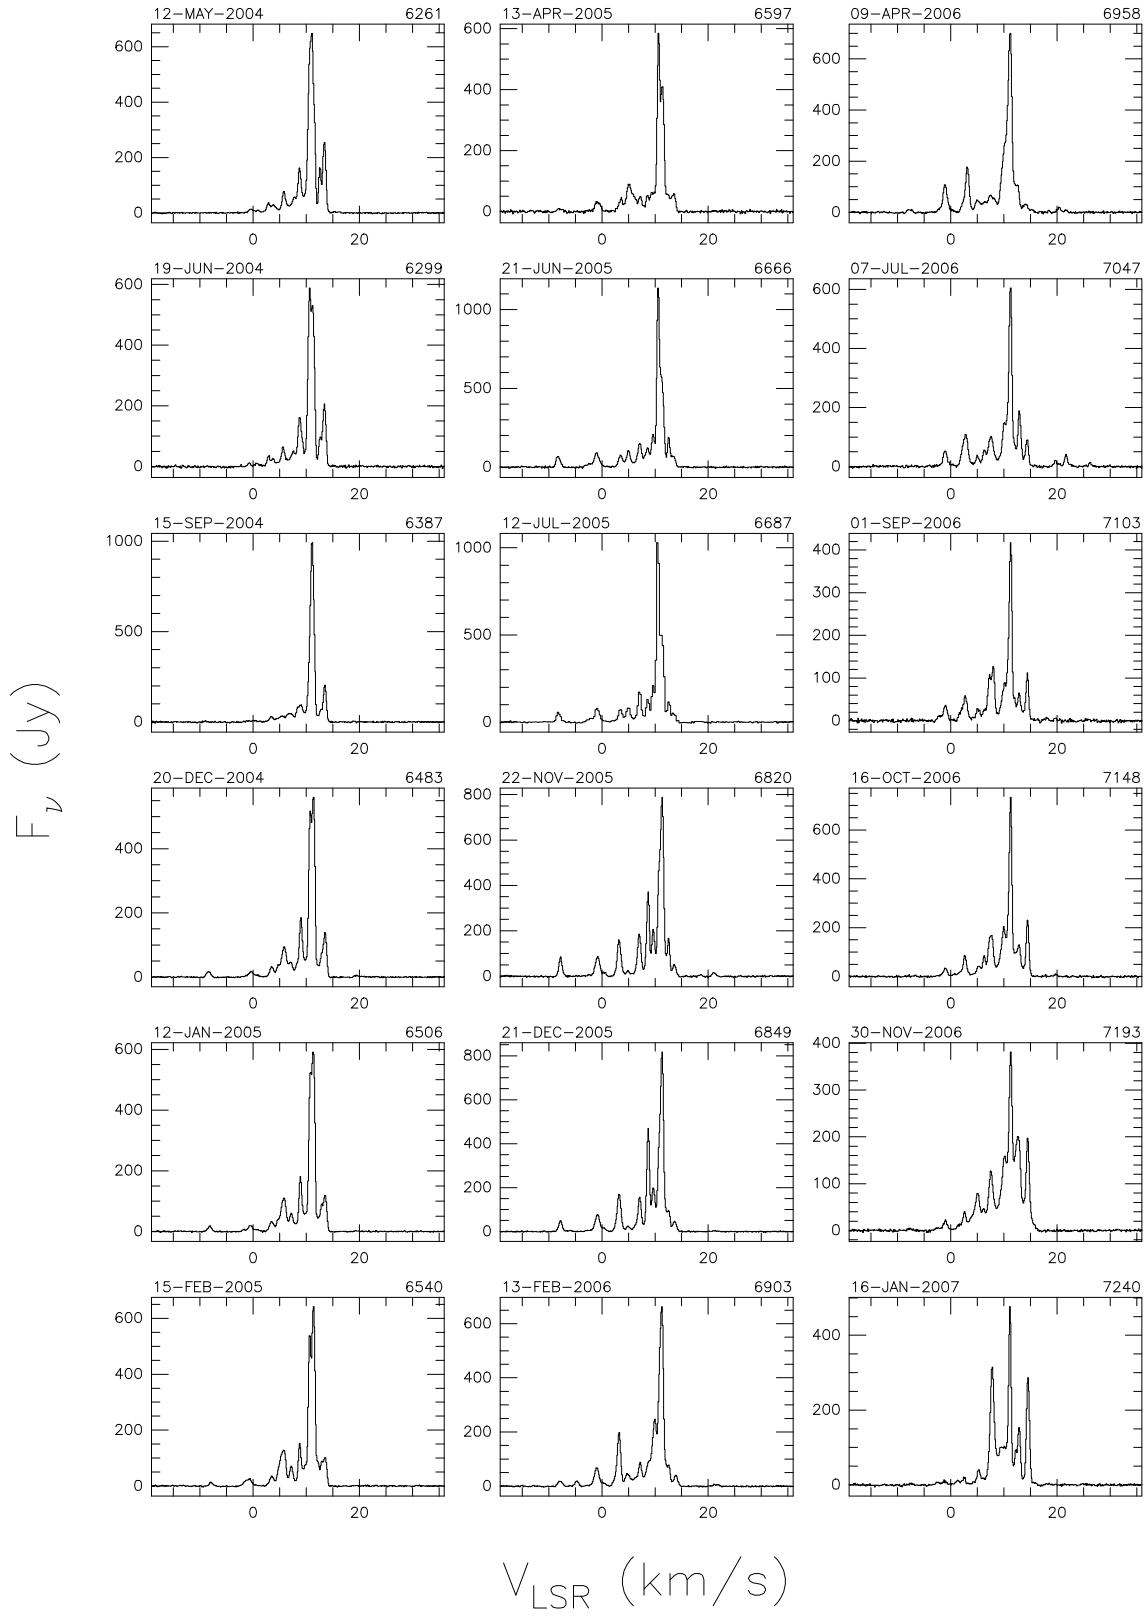 12-MAY-2004 6261 13-APR-2005 6597 09-APR-2006 6958
600 600 600
400 400 400
200 200 200
0 0 0
0 20 0 20 0 20
19-JUN-2004 6299 21-JUN-2005 6666 07-JUL-2006 7047
600 1000 600
400 500 400
200 0 200
0 0
0 20 0 20 0 20
15-SEP-2004 6387 12-JUL-2005 6687 01-SEP-2006 7103
1000 1000 400
500 500 300
0 0 200
100
0
0 20 0 20 0 20
20-DEC-2004 6483 22-NOV-2005 6820 16-OCT-2006 7148
400 800 600
200 600 400
0 400 200
200 0
0
0 20 0 20 0 20
12-JAN-2005 6506 21-DEC-2005 6849 30-NOV-2006 7193
600 800 400
400 600 300
200 400 200
0 200 100
0 0
0 20 0 20 0 20
15-FEB-2005 6540 13-FEB-2006 6903 16-JAN-2007 7240
600 600 400
400 400 200
200 200 0
0 0
0 20 0 20 0 20
Fν (Jy)
VLSR (km/s)